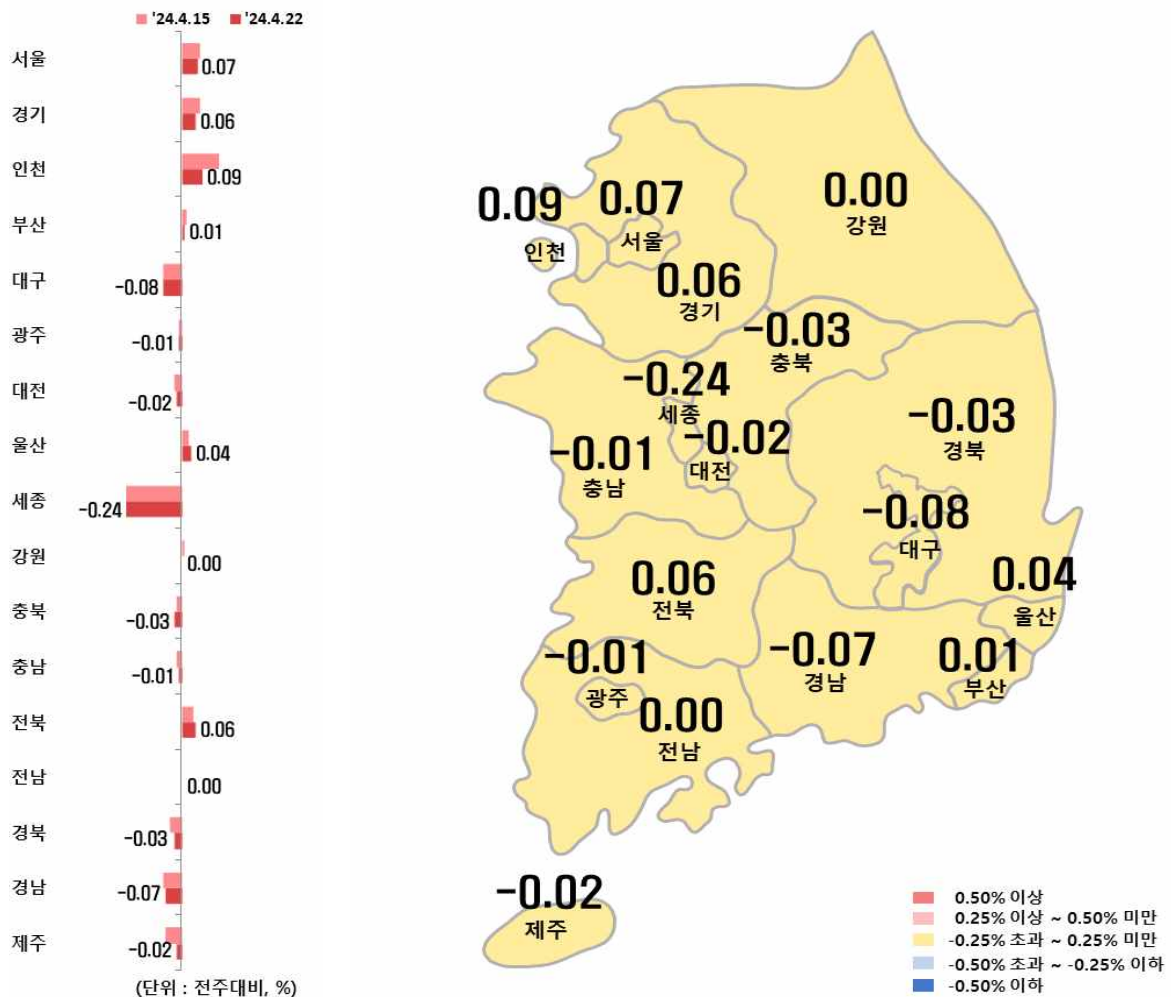 '24.4.15 '24.4.22
서울 0.07
경기 0.06
인천 0.09
부산 0.01
대구 -0.08
광주 -0.01
대전 -0.02
울산 0.04
세종 -0.24
강원 0.00
충북 -0.03
충남 -0.01
전북 0.06
전남 0.00
경북 -0.03
경남 -0.07
제주 -0.02
(단위 : 전주대비, %)
0.00
강원
0.09
인천
0.07
서울
0.06
경기
-0.03
충북
-0.24
세종
-0.03
경북
-0.02
대전
-0.01
충남
-0.08
대구
0.04
울산
0.06
전북
-0.07
경남
0.01
부산
-0.01
광주
0.00
전남
-0.02
제주
0.50% 이상
0.25% 이상 ~ 0.50% 미만
-0.25% 초과 ~ 0.25% 미만
-0.50% 초과 ~ -0.25% 이하
-0.50% 이하